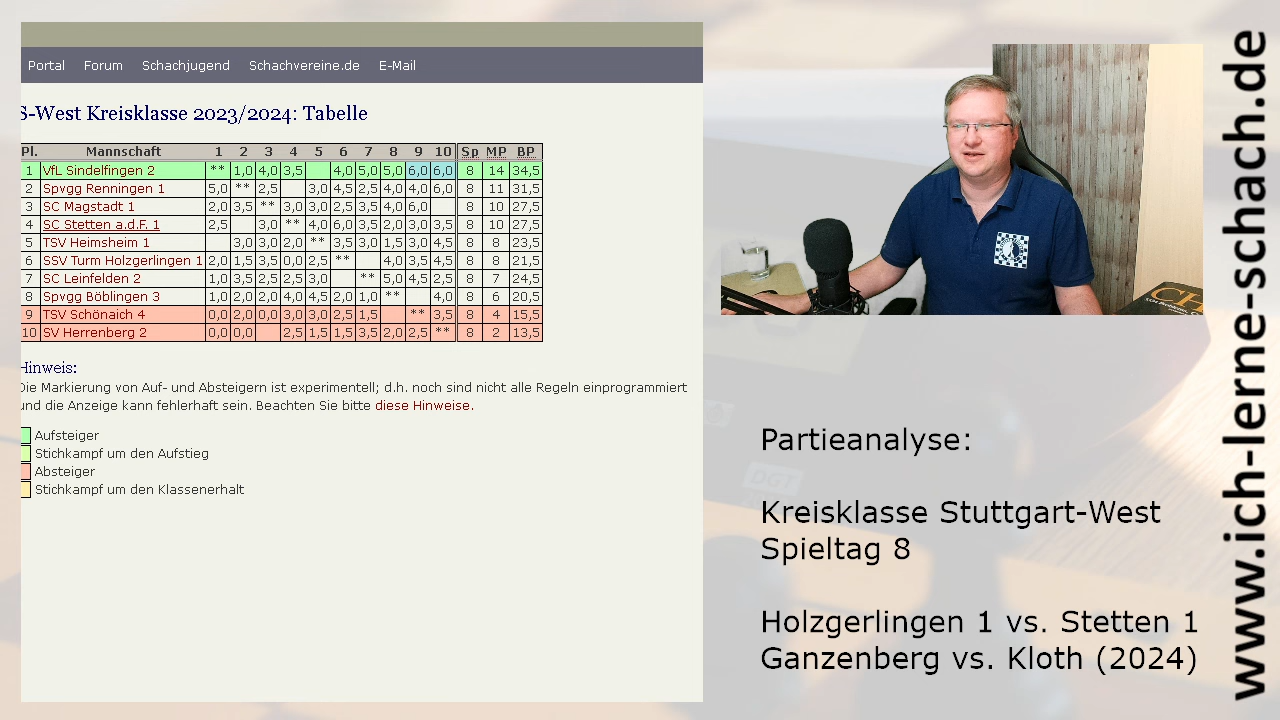 Portal Forum Schachjugend Schachvereine.de E-Mail
S-West Kreisklasse 2023/2024: Tabelle
Pl. Mannschaft 1 2 3 4 5 6 7 8 9 10 Sp MP BP
1 VfL Sindelfingen 2 ** 1,0 4,0 3,5 4,0 5,0 5,0 6,0 6,0 8 14 34,5
2 Spvgg Renningen 1 5,0 ** 2,5 3,0 4,5 2,5 4,0 4,0 6,0 8 11 31,5
3 SC Magstadt 1 2,0 3,5 ** 3,0 3,0 2,5 3,5 4,0 6,0 8 10 27,5
4 SC Stetten a.d.F. 1 2,5 3,0 ** 4,0 6,0 3,5 2,0 3,0 3,5 8 10 27,5
5 TSV Heimsheim 1 3,0 3,0 2,0 ** 3,5 3,0 1,5 3,0 4,5 8 8 23,5
6 SSV Turm Holzgerlingen 1 2,0 1,5 3,5 0,0 2,5 ** 4,0 3,5 4,5 8 8 21,5
7 SC Leinfelden 2 1,0 3,5 2,5 2,5 3,0 ** 5,0 4,5 2,5 8 7 24,5
8 Spvgg Böblingen 3 1,0 2,0 2,0 4,0 4,5 2,0 1,0 ** 4,0 8 6 20,5
9 TSV Schönaich 4 0,0 2,0 0,0 3,0 3,0 2,5 1,5 ** 3,5 8 4 15,5
10 SV Herrenberg 2 0,0 0,0 2,5 1,5 1,5 3,5 2,0 2,5 ** 8 2 13,5
Hinweis:
Die Markierung von Auf- und Absteigern ist experimentell; d.h. noch sind nicht alle Regeln einprogrammiert
und die Anzeige kann fehlerhaft sein. Beachten Sie bitte diese Hinweise.
Aufsteiger
Stichkampf um den Aufstieg
Absteiger
Stichkampf um den Klassenerhalt
Partieanalyse:
Kreisklasse Stuttgart-West
Spieltag 8
Holzgerlingen 1 vs. Stetten 1
Ganzenberg vs. Kloth (2024)
www.ich-lerne-schach.de
DGT